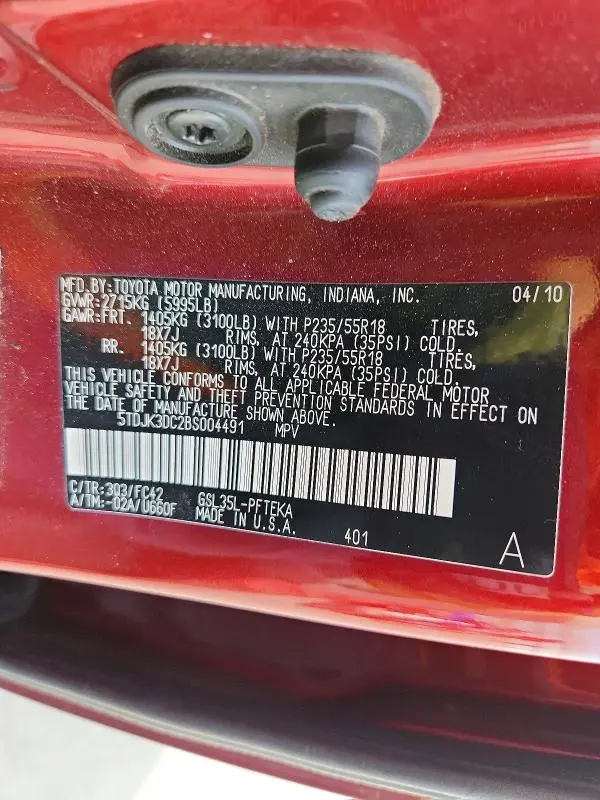 MFD.BY:TOYOTA MOTOR MANUFACTURING, INDIANA, INC. 04/10
GVWR:2715KG (5995LB)
GAWR:FRT. 1405KG (3100LB) WITH P235/55R18 TIRES,
18X7J RIMS, AT 240KPA (35PSI) COLD.
RR. 1405KG (3100LB) WITH P235/55R18 TIRES,
18X7J RIMS, AT 240KPA (35PSI) COLD.
THIS VEHICLE CONFORMS TO ALL APPLICABLE FEDERAL MOTOR
VEHICLE SAFETY AND THEFT PREVENTION STANDARDS IN EFFECT ON
THE DATE OF MANUFACTURE SHOWN ABOVE.
5TDJK3DC2BS004491 MPV
C/TR:3Q3/FC42 GSL35L-PFTEKA
A/TM:-02A/U660F MADE IN U.S.A. 401
A